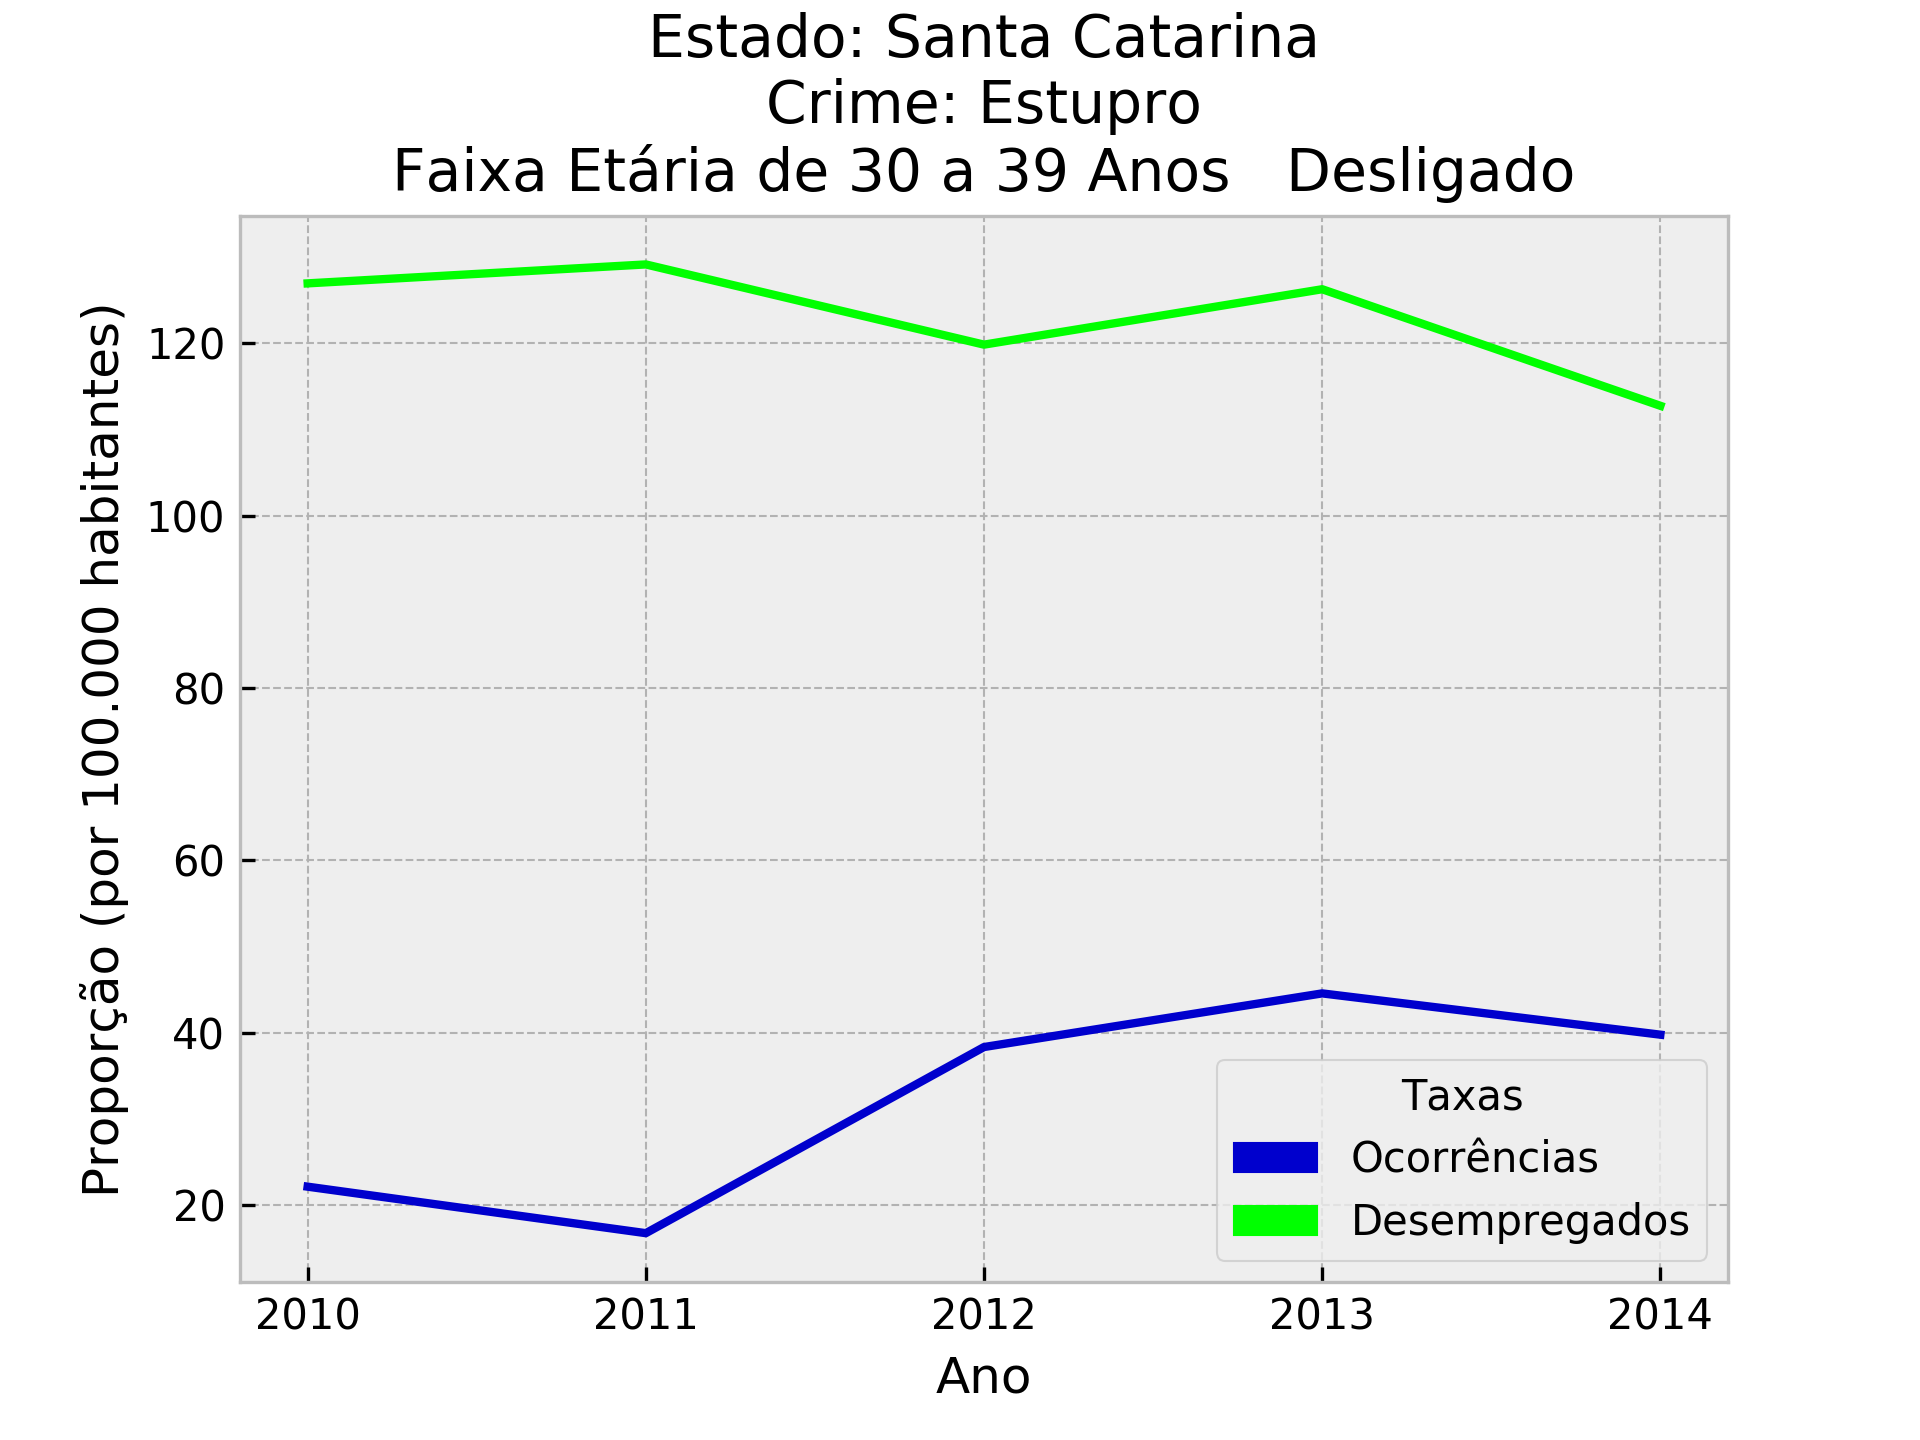 Estado: Santa Catarina
Crime: Estupro
Faixa Etária de 30 a 39 Anos   Desligado
Proporção (por 100.000 habitantes)
120
100
80
60
40
20
Taxas
Ocorrências
Desempregados
2010 2011 2012 2013 2014
Ano